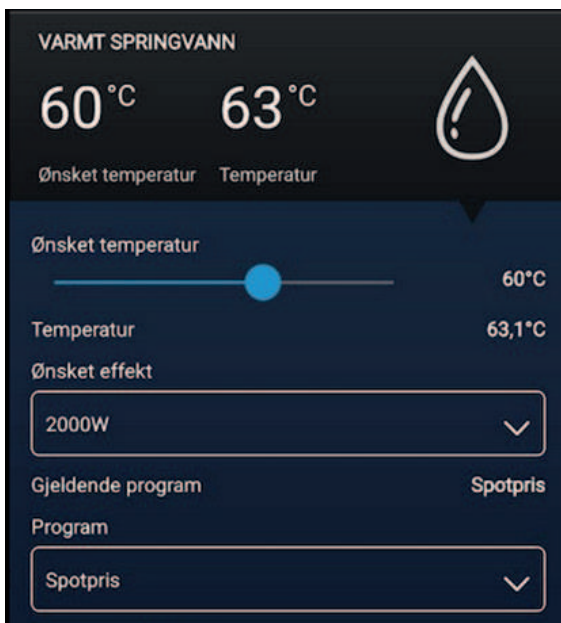 VARMT SPRINGVANN
60°C 63°C
Ønsket temperatur Temperatur
Ønsket temperatur
60°C
Temperatur 63,1°C
Ønsket effekt
2000W
Gjeldende program Spotpris
Program
Spotpris